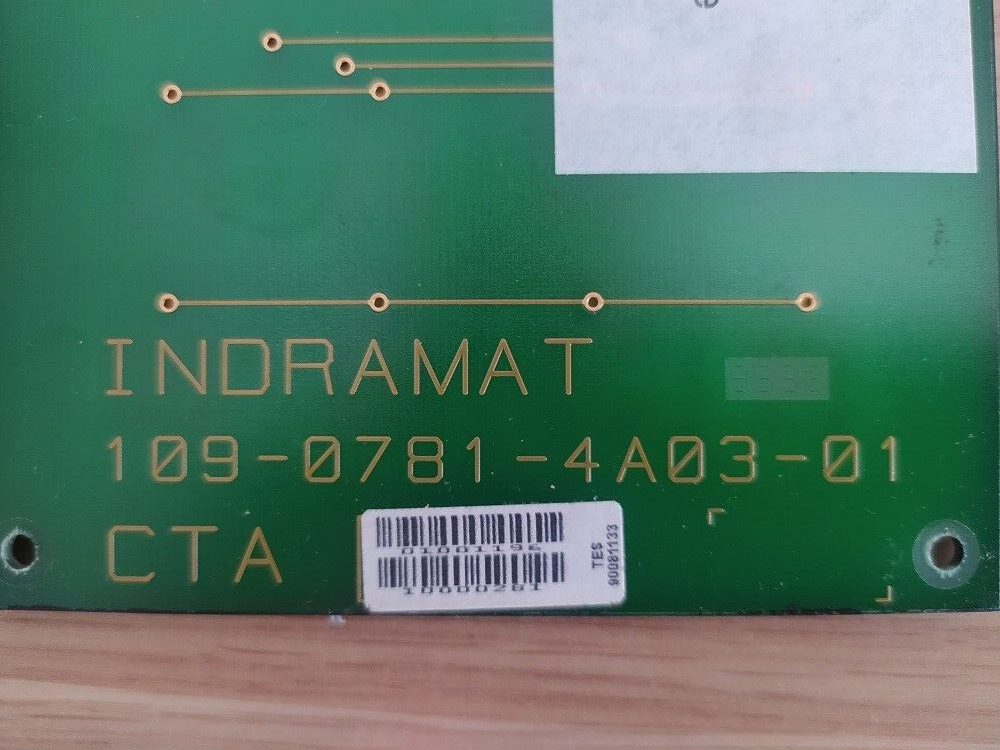 INDRAMAT
109-0781-4A03-01
CTA
TES
90081133